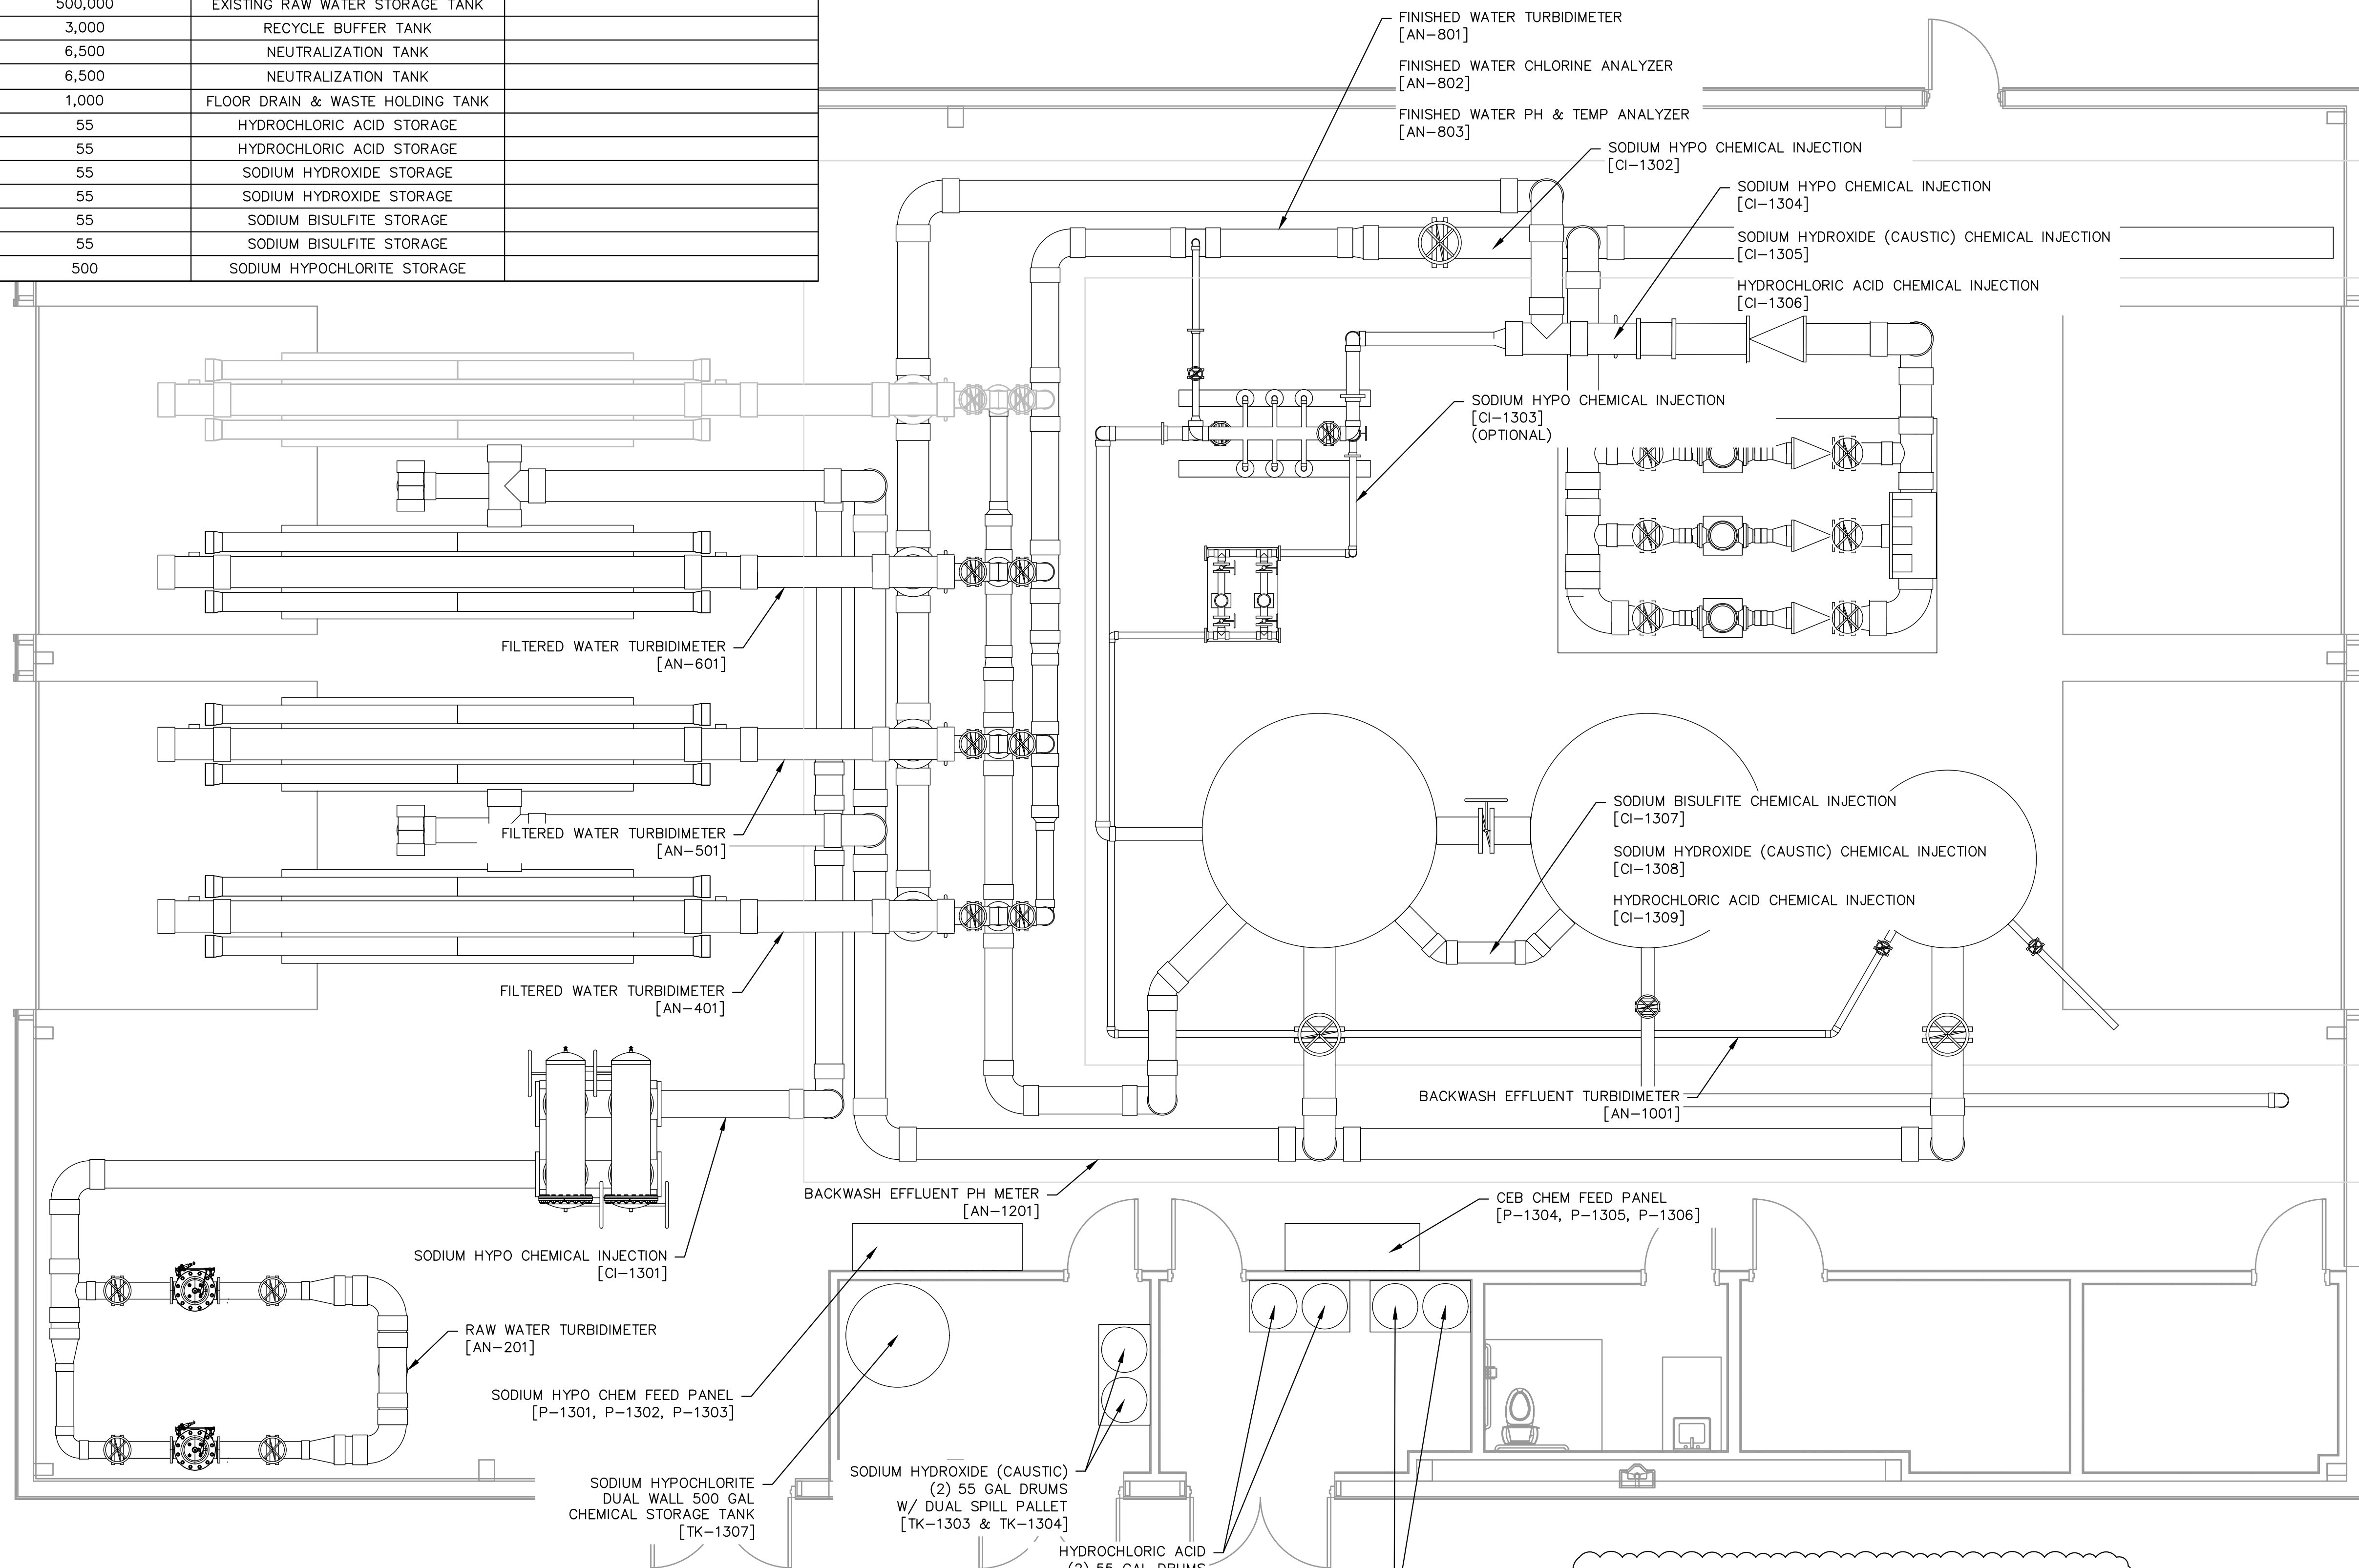 500,000 EXISTING RAW WATER STORAGE TANK
3,000 RECYCLE BUFFER TANK
6,500 NEUTRALIZATION TANK
6,500 NEUTRALIZATION TANK
1,000 FLOOR DRAIN & WASTE HOLDING TANK
55 HYDROCHLORIC ACID STORAGE
55 HYDROCHLORIC ACID STORAGE
55 SODIUM HYDROXIDE STORAGE
55 SODIUM HYDROXIDE STORAGE
55 SODIUM BISULFITE STORAGE
55 SODIUM BISULFITE STORAGE
500 SODIUM HYPOCHLORITE STORAGE
FINISHED WATER TURBIDIMETER
[AN-801]
FINISHED WATER CHLORINE ANALYZER
[AN-802]
FINISHED WATER PH & TEMP ANALYZER
[AN-803]
SODIUM HYPO CHEMICAL INJECTION
[CI-1302]
SODIUM HYPO CHEMICAL INJECTION
[CI-1304]
SODIUM HYDROXIDE (CAUSTIC) CHEMICAL INJECTION
[CI-1305]
HYDROCHLORIC ACID CHEMICAL INJECTION
[CI-1306]
SODIUM HYPO CHEMICAL INJECTION
[CI-1303]
(OPTIONAL)
FILTERED WATER TURBIDIMETER
[AN-601]
FILTERED WATER TURBIDIMETER
[AN-501]
SODIUM BISULFITE CHEMICAL INJECTION
[CI-1307]
SODIUM HYDROXIDE (CAUSTIC) CHEMICAL INJECTION
[CI-1308]
HYDROCHLORIC ACID CHEMICAL INJECTION
[CI-1309]
FILTERED WATER TURBIDIMETER
[AN-401]
BACKWASH EFFLUENT TURBIDIMETER
[AN-1001]
BACKWASH EFFLUENT PH METER
[AN-1201]
CEB CHEM FEED PANEL
[P-1304, P-1305, P-1306]
SODIUM HYPO CHEMICAL INJECTION
[CI-1301]
RAW WATER TURBIDIMETER
[AN-201]
SODIUM HYPO CHEM FEED PANEL
[P-1301, P-1302, P-1303]
SODIUM HYPOCHLORITE
DUAL WALL 500 GAL
CHEMICAL STORAGE TANK
[TK-1307]
SODIUM HYDROXIDE (CAUSTIC)
(2) 55 GAL DRUMS
W/ DUAL SPILL PALLET
[TK-1303 & TK-1304]
HYDROCHLORIC ACID
(2) 55 GAL DRUMS